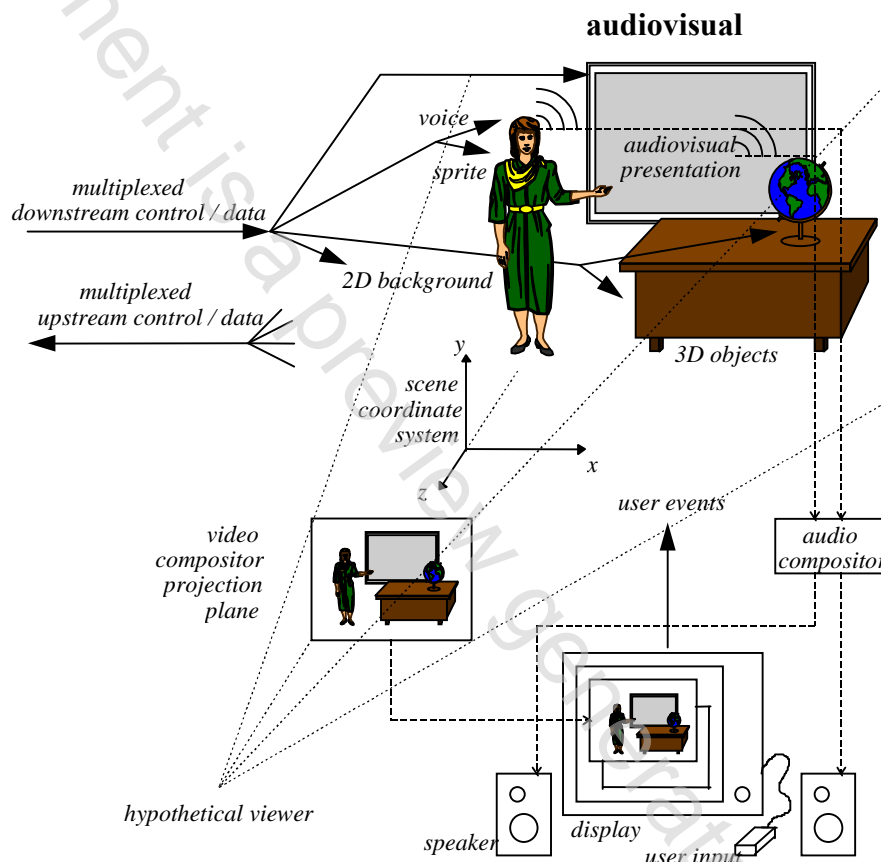 audiovisual
voice
sprite
audiovisual
presentation
multiplexed
downstream control / data
2D background
multiplexed
upstream control / data
3D objects
y
scene
coordinate
system
x
z
user events
video
compositor
projection
plane
audio
compositor
hypothetical viewer
speaker
display
user input
ment is a preview generat